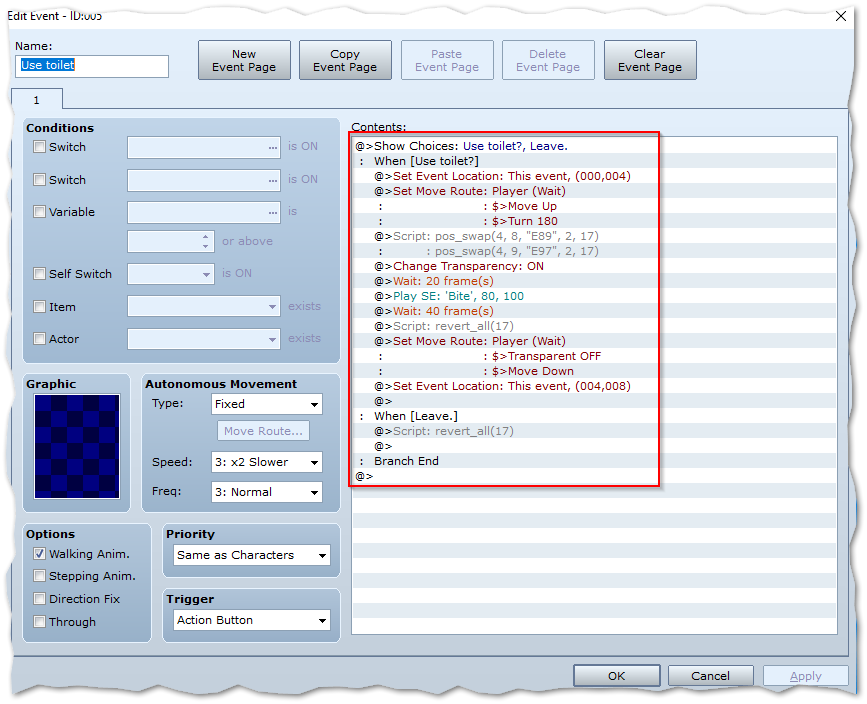 Edit Event - ID:005
Name:
Use toilet
New
Event Page
Copy
Event Page
Paste
Event Page
Delete
Event Page
Clear
Event Page
1
Conditions
Switch ... is ON
Switch ... is ON
Variable ... is
or above
Self Switch is ON
Item exists
Actor exists
Graphic
Autonomous Movement
Type: Fixed
Move Route...
Speed: 3: x2 Slower
Freq: 3: Normal
Options
Walking Anim.
Stepping Anim.
Direction Fix
Through
Priority
Same as Characters
Trigger
Action Button
Contents:
@>Show Choices: Use toilet?, Leave.
: When [Use toilet?]
@>Set Event Location: This event, (000,004)
@>Set Move Route: Player (Wait)
: : $>Move Up
: : $>Turn 180
@>Script: pos_swap(4, 8, "E89", 2, 17)
: : pos_swap(4, 9, "E97", 2, 17)
@>Change Transparency: ON
@>Wait: 20 frame(s)
@>Play SE: 'Bite', 80, 100
@>Wait: 40 frame(s)
@>Script: revert_all(17)
@>Set Move Route: Player (Wait)
: : $>Transparent OFF
: : $>Move Down
@>Set Event Location: This event, (004,008)
@>
: When [Leave.]
@>Script: revert_all(17)
@>
: Branch End
@>
OK
Cancel
Apply